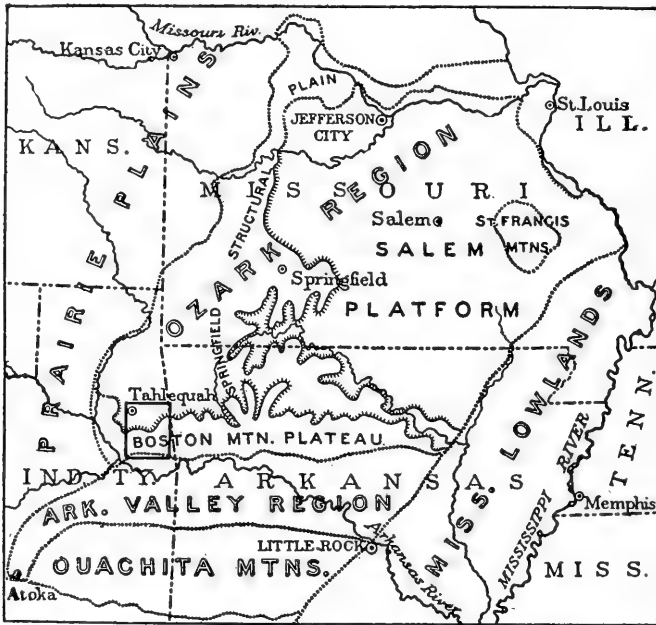 Missouri Riv.
Kansas City
PLAIN
St. Louis
ILL.
JEFFERSON
CITY
KANS.
PRAIRIE PLAINS
MISSOURI
OZARK REGION
SPRINGFIELD STRUCTURAL
Salem
ST. FRANCIS
MTNS
SALEM
PLATFORM
Springfield
Tahlequah
BOSTON MTN. PLATEAU
MISS. LOWLANDS
MISSISSIPPI RIVER
TENN.
Memphis
IND. TY.
ARKANSAS
ARK. VALLEY REGION
Arkansas River
LITTLE ROCK
OUACHITA MTNS.
Atoka
MISS.